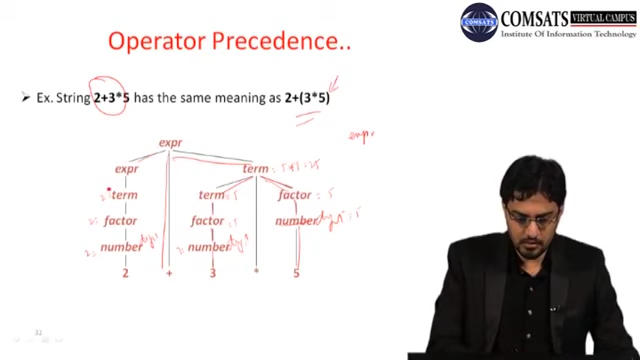 COMSATS VIRTUAL CAMPUS
Institute Of Information Technology
Operator Precedence..
Ex. String 2+3*5 has the same meaning as 2+(3*5)
expr
expr term
term term factor
factor factor number
number number
2 + 3 * 5
32